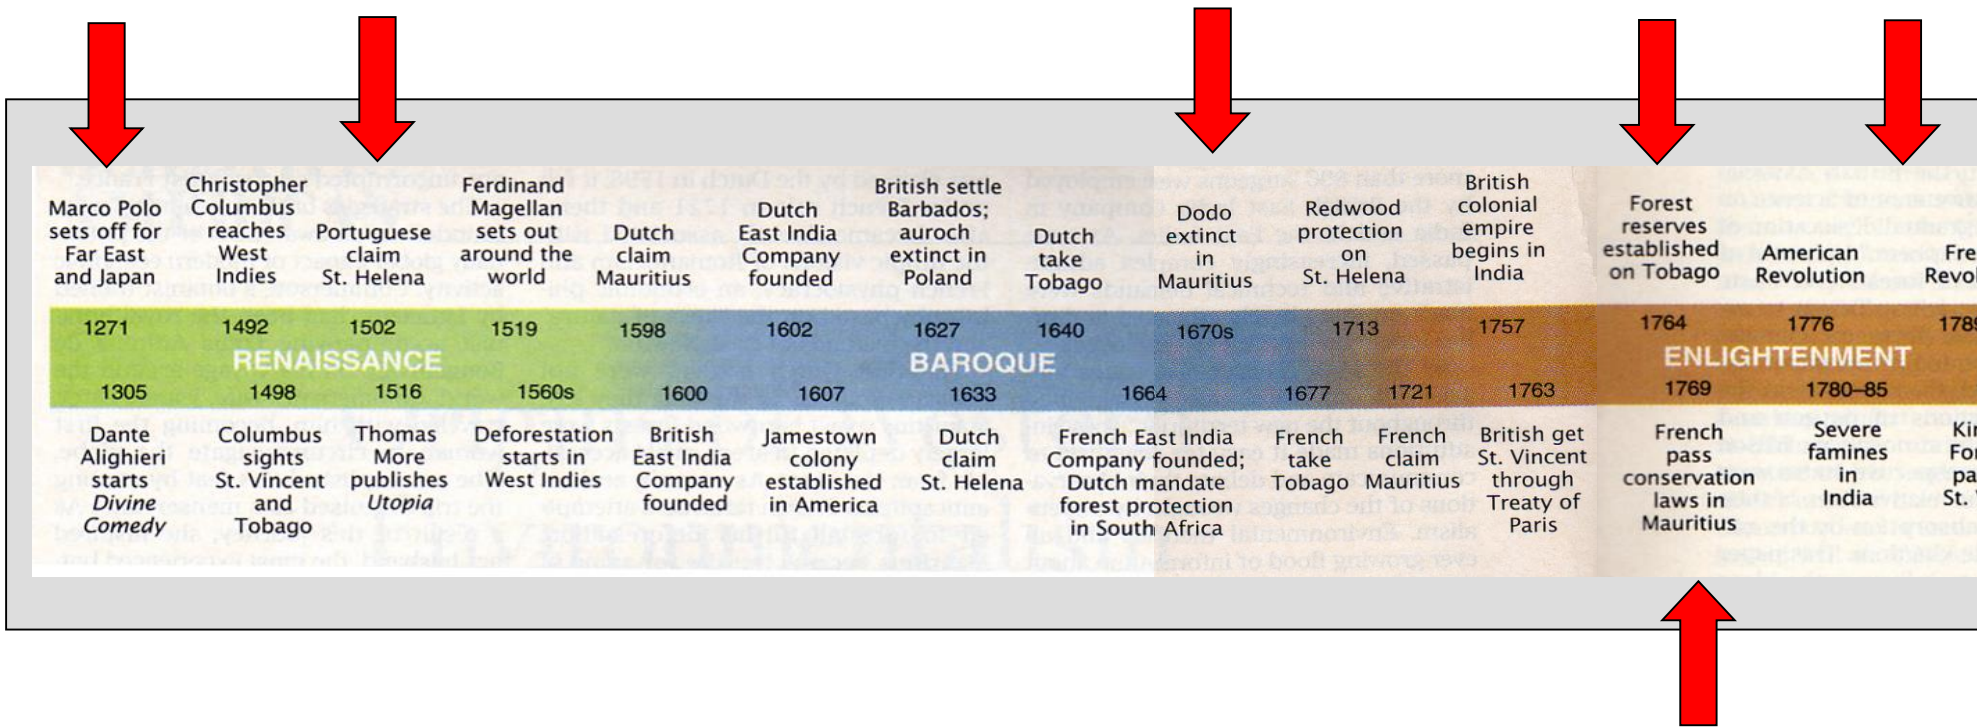 Marco Polo
sets off for
Far East
and Japan
Christopher
Columbus
reaches
West
Indies
Portuguese
claim
St. Helena
Ferdinand
Magellan
sets out
around the
world
Dutch
claim
Mauritius
Dutch
East India
Company
founded
British settle
Barbados;
auroch
extinct in
Poland
Dutch
take
Tobago
Dodo
extinct
in
Mauritius
Redwood
protection
on
St. Helena
British
colonial
empire
begins in
India
Forest
reserves
established
on Tobago
American
Revolution
Fre
Revol
1271 1492 1502 1519 1598 1602 1627 1640 1670s 1713 1757 1764 1776 1789
RENAISSANCE BAROQUE ENLIGHTENMENT
1305 1498 1516 1560s 1600 1607 1633 1664 1677 1721 1763 1769 1780–85
Dante
Alighieri
starts
Divine
Comedy
Columbus
sights
St. Vincent
and
Tobago
Thomas
More
publishes
Utopia
Deforestation
starts in
West Indies
British
East India
Company
founded
Jamestown
colony
established
in America
Dutch
claim
St. Helena
French East India
Company founded;
Dutch mandate
forest protection
in South Africa
French
take
Tobago
French
claim
Mauritius
British get
St. Vincent
through
Treaty of
Paris
French
pass
conservation
laws in
Mauritius
Severe
famines
in
India
Kin
For
pa
St.